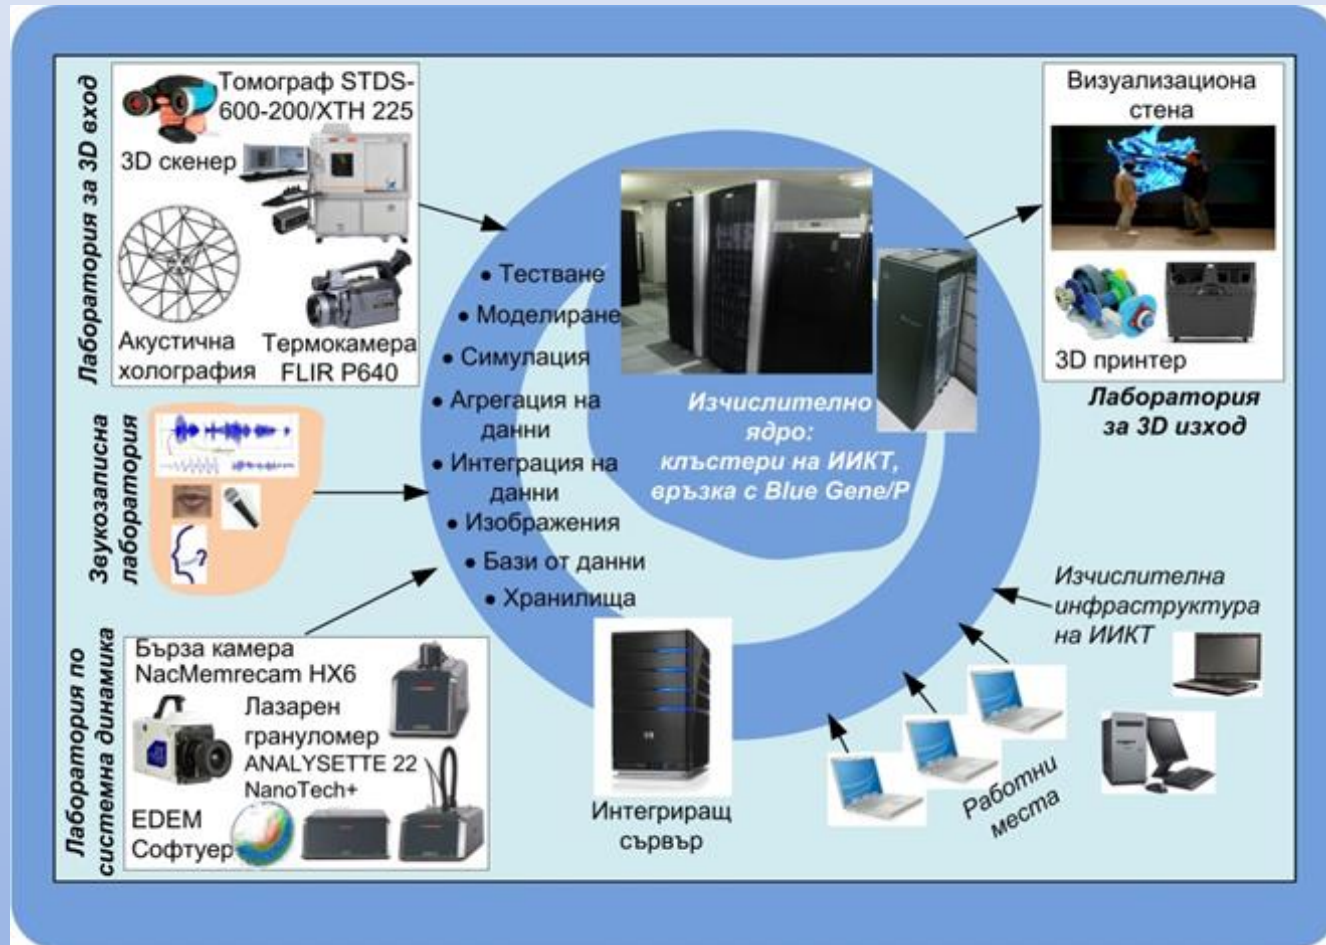 Лаборатория за 3D вход
Томограф STDS-
600-200/XTH 225
3D скенер
Акустична
холография
Термокамера
FLIR P640
Звукозаписна
лаборатория
Лаборатория по
системна динамика
Бърза камера
NacMemrecam HX6
Лазарен
грануломер
ANALYSETTE 22
NanoTech+
EDEM
Софтуер
● Тестване
● Моделиране
● Симулация
● Агрегация на
данни
● Интеграция на
данни
● Изображения
● Бази от данни
● Хранилища
Изчислително
ядро:
клъстери на ИИКТ,
връзка с Blue Gene/P
Интегриращ
сървър
Визуализациона
стена
3D принтер
Лаборатория
за 3D изход
Изчислителна
инфраструктура
на ИИКТ
Работни
места